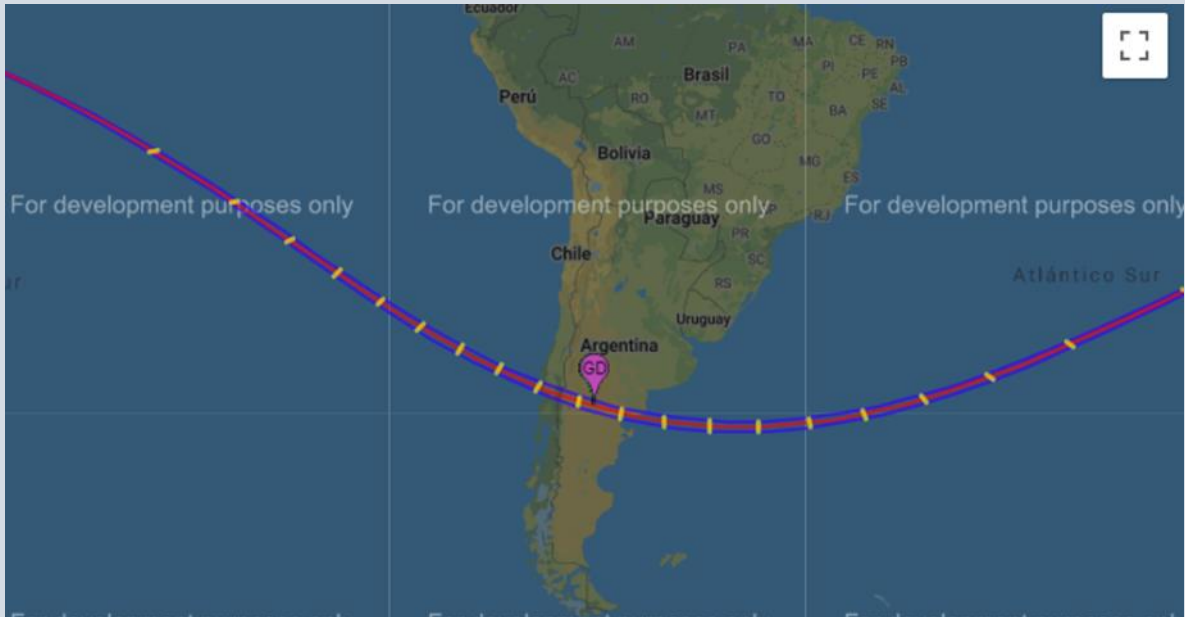 Ecuador
AM
PA
MA
CE
RN
PB
PI
PE
AL
AC
Brasil
Perú
RO
TO
SE
BA
MT
GO
Bolivia
MG
ES
MS
For development purposes only
For development purposes only
For development purposes only
Paraguay
RJ
PR
Chile
SC
Atlántico Sur
ur
RS
Uruguay
Argentina
GD